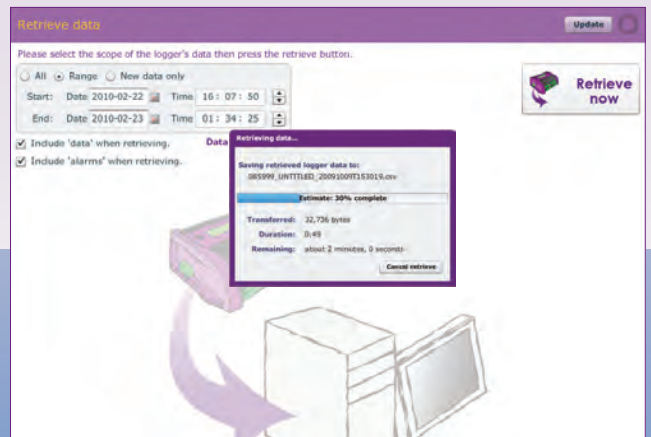 Retrieve data
Update
Please select the scope of the logger's data then press the retrieve button.
All Range New data only
Start: Date 2010-02-22 Time 16: 07: 50
End: Date 2010-02-23 Time 01: 34: 25
Include 'data' when retrieving. Data
Include 'alarms' when retrieving.
Retrieve
now
Retrieving data...
Saving retrieved logger data to:
085999_UNTITLED_20091009T153019.csv
Estimate: 30% complete
Transferred: 32,736 bytes
Duration: 0:49
Remaining: about 2 minutes, 0 seconds
Cancel retrieve